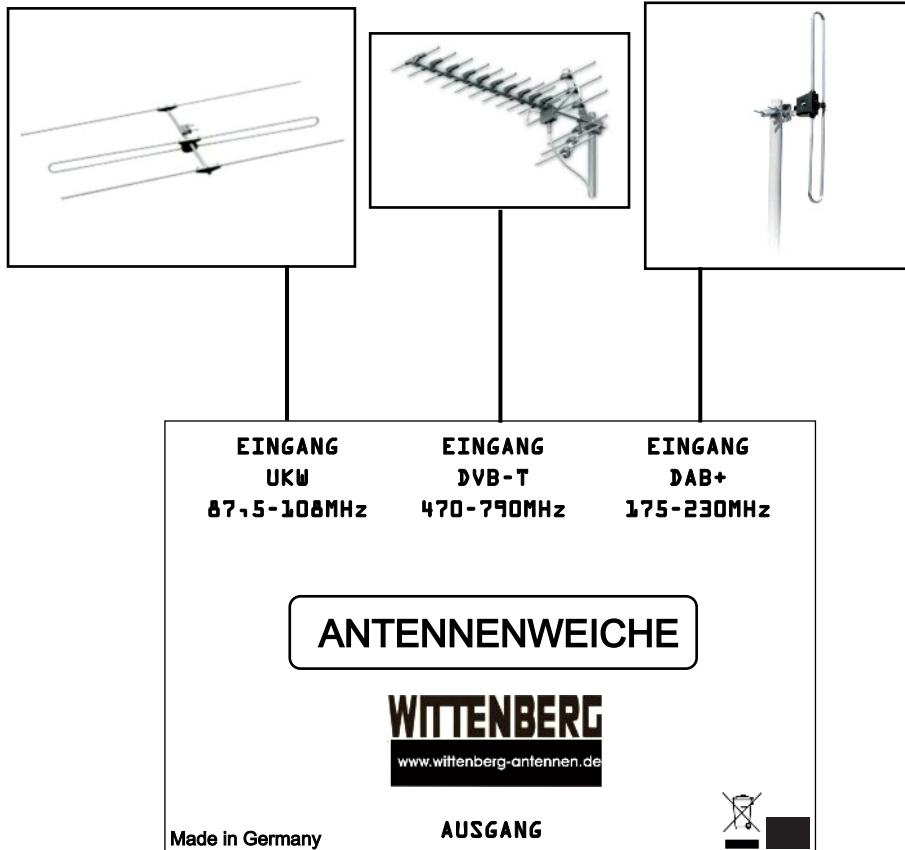 EINGANG
UKW
87,5-108MHz
EINGANG
DVB-T
470-790MHz
EINGANG
DAB+
175-230MHz
ANTENNENWEICHE
WITTENBERG
www.wittenberg-antennen.de
Made in Germany
AUSGANG